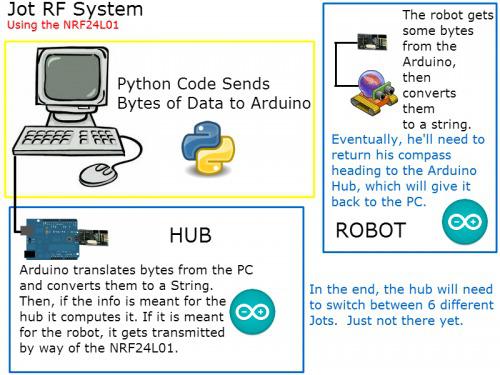 Jot RF System
Using the NRF24L01
Python Code Sends
Bytes of Data to Arduino
HUB
Arduino translates bytes from the PC
and converts them to a String.
Then, if the info is meant for the
hub it computes it. If it is meant
for the robot, it gets transmitted
by way of the NRF24L01.
The robot gets
some bytes
from the
Arduino,
then
converts
them
to a string.
Eventually, he'll need to
return his compass
heading to the Arduino
Hub, which will give it
back to the PC.
ROBOT
In the end, the hub will need
to switch between 6 different
Jots.  Just not there yet.